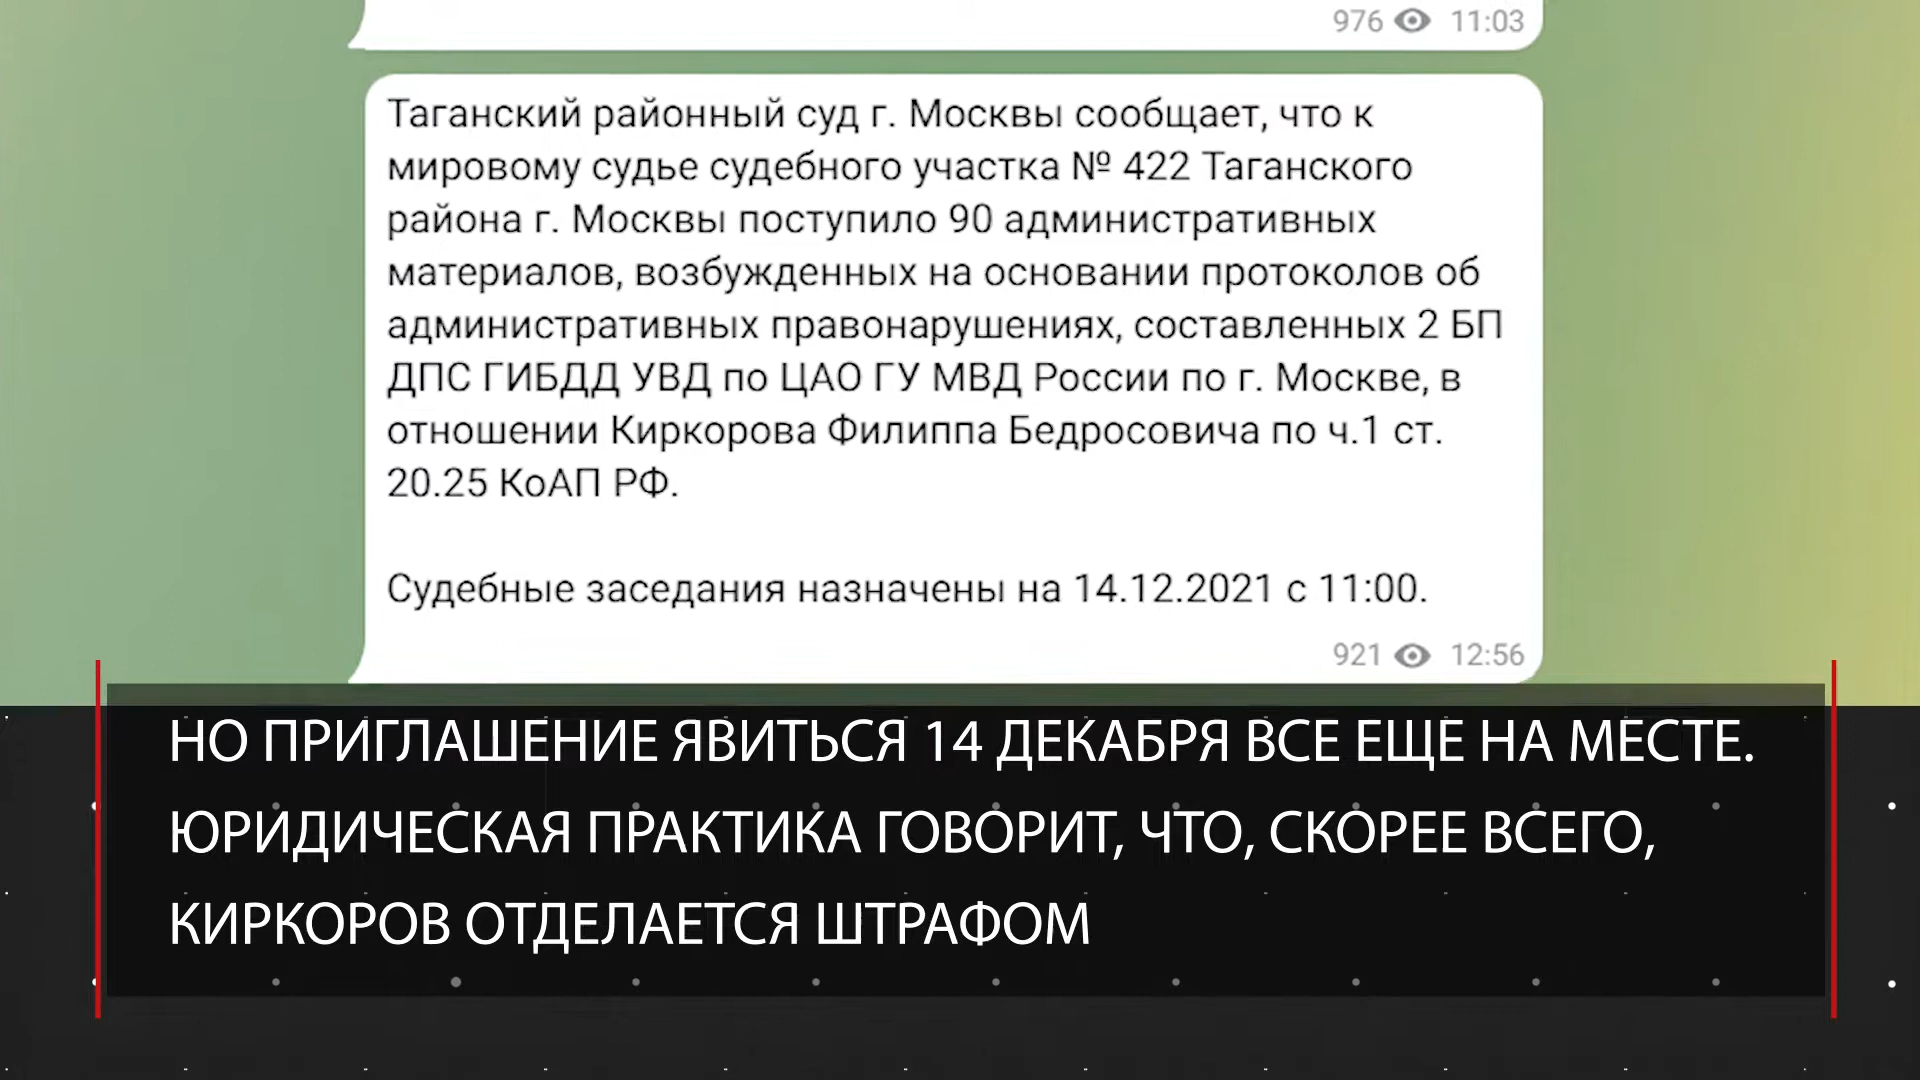 976 11:03
Таганский районный суд г. Москвы сообщает, что к
мировому судье судебного участка № 422 Таганского
района г. Москвы поступило 90 административных
материалов, возбужденных на основании протоколов об
административных правонарушениях, составленных 2 БП
ДПС ГИБДД УВД по ЦАО ГУ МВД России по г. Москве, в
отношении Киркорова Филиппа Бедросовича по ч.1 ст.
20.25 КоАП РФ.
Судебные заседания назначены на 14.12.2021 с 11:00.
921 12:56
НО ПРИГЛАШЕНИЕ ЯВИТЬСЯ 14 ДЕКАБРЯ ВСЕ ЕЩЕ НА МЕСТЕ.
ЮРИДИЧЕСКАЯ ПРАКТИКА ГОВОРИТ, ЧТО, СКОРЕЕ ВСЕГО,
КИРКОРОВ ОТДЕЛАЕТСЯ ШТРАФОМ